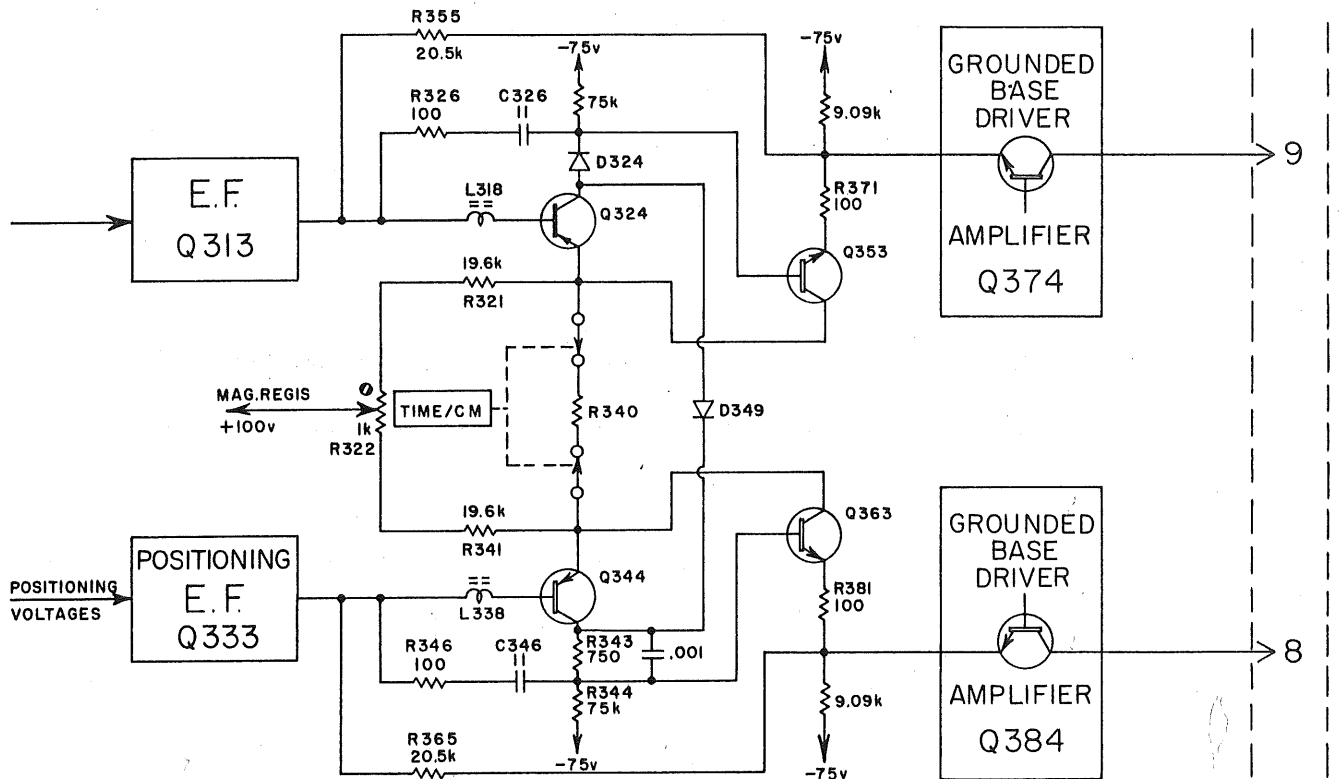 R355
20.5k
-75v
75k
R326
100
C326
D324
-75v
9.09k
GROUNDED
BASE
DRIVER
AMPLIFIER
Q374
9
E.F.
Q313
L318
Q324
R371
100
Q353
19.6k
R321
MAG.REGIS
+100v
1k
R322
TIME/CM
R340
D349
19.6k
R341
Q363
POSITIONING
VOLTAGES
POSITIONING
E.F.
Q333
L338
Q344
R343
750
.001
R381
100
GROUNDED
BASE
DRIVER
AMPLIFIER
Q384
8
R346
100
C346
R344
75k
-75v
9.09k
-75v
R365
20.5k